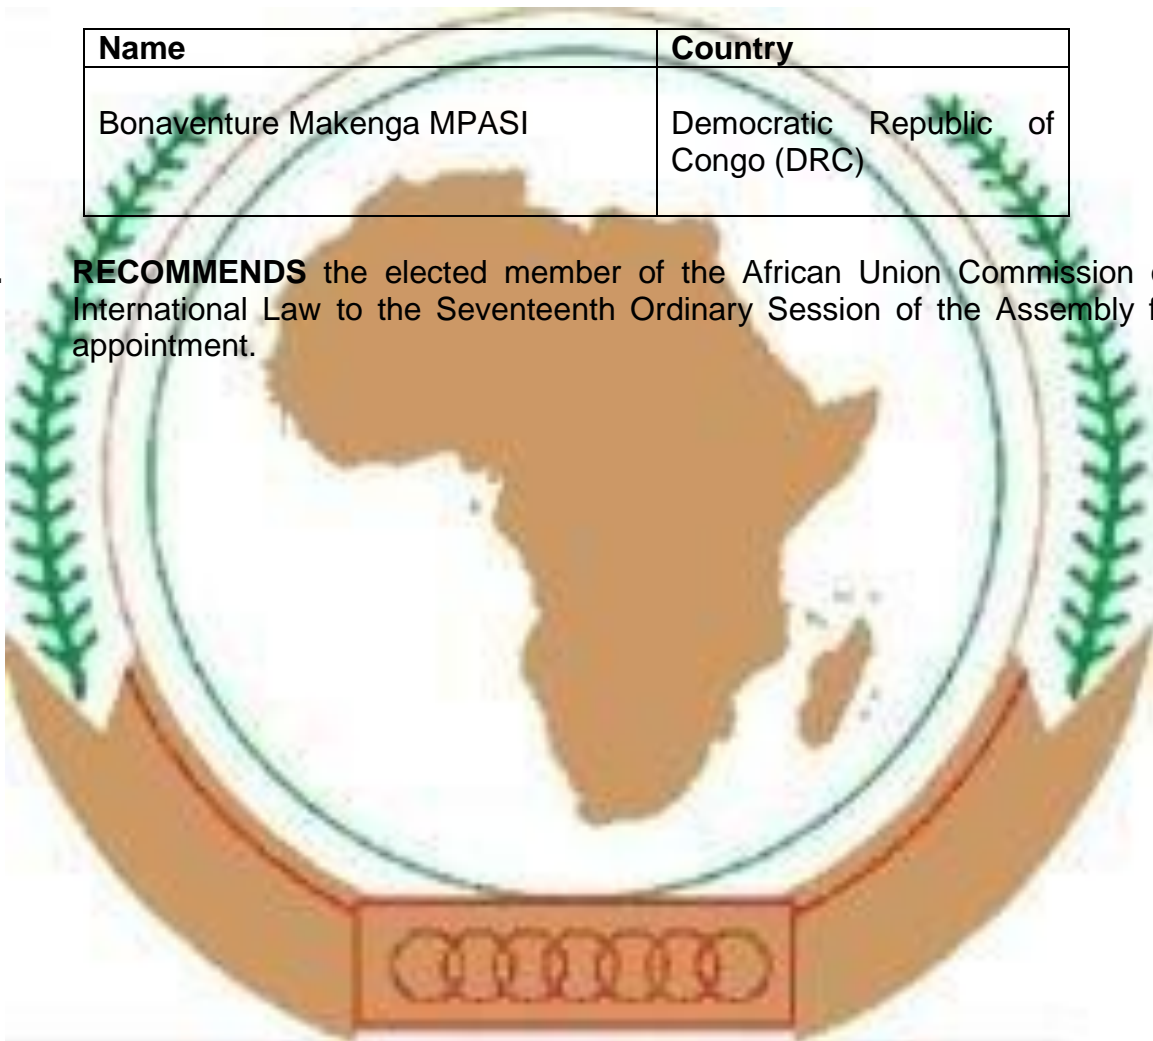 Name Country
Bonaventure Makenga MPASI Democratic Republic of
Congo (DRC)
RECOMMENDS the elected member of the African Union Commission
International Law to the Seventeenth Ordinary Session of the Assembly
appointment.